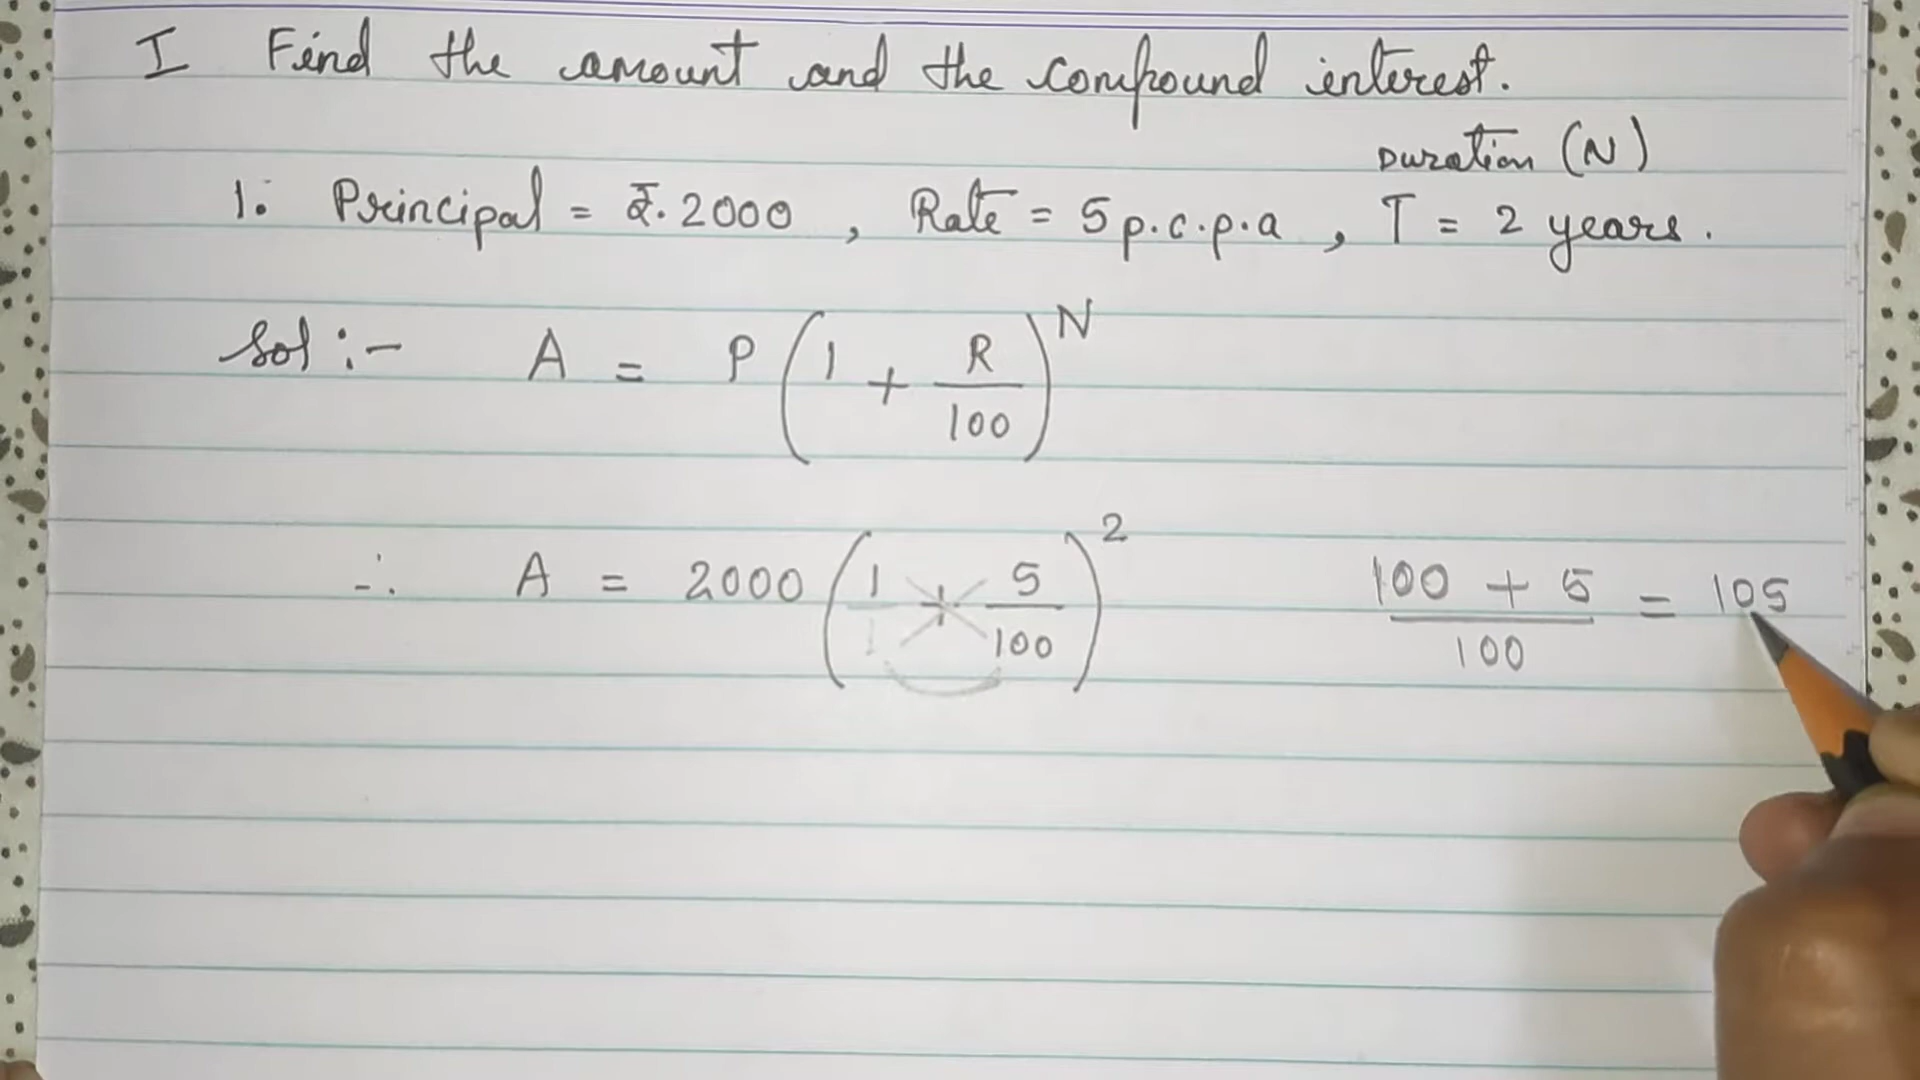 I Find the amount and the compound interest.
Duration (N)
1. Principal = ₹. 2000 , Rate = 5 p.c.p.a , T = 2 years.
Sol :- A = P (1 + R/100)^N
∴ A = 2000 (1/1 + 5/100)^2 100 + 5/100 = 105